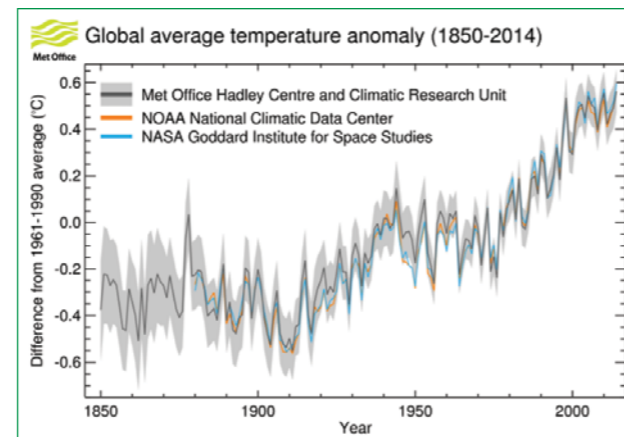 Met Office
Global average temperature anomaly (1850-2014)
Met Office Hadley Centre and Climatic Research Unit
NOAA National Climatic Data Center
NASA Goddard Institute for Space Studies
Difference from 1961-1990 average (°C)
0.6
0.4
0.2
0.0
-0.2
-0.4
-0.6
1850
1900
1950
2000
Year